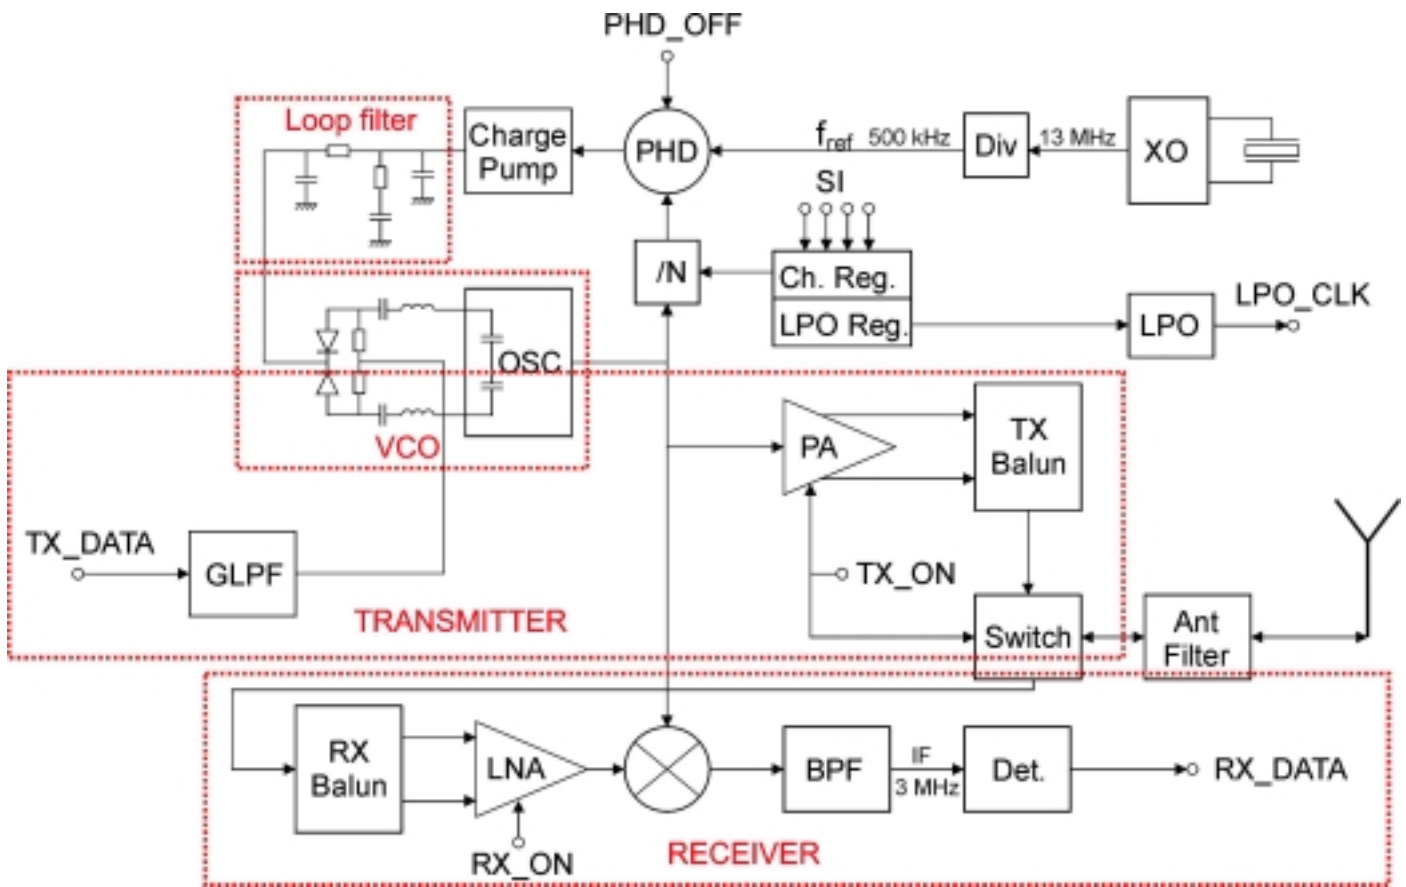 PHD_OFF
Loop filter
Charge
Pump
PHD
f_ref 500 kHz
Div
13 MHz
XO
SI
/N
Ch. Reg.
LPO Reg.
LPO
LPO_CLK
OSC
VCO
PA
TX
Balun
TX_DATA
GLPF
TX_ON
TRANSMITTER
Switch
Ant
Filter
RX
Balun
LNA
BPF
IF
3 MHz
Det.
RX_DATA
RX_ON
RECEIVER